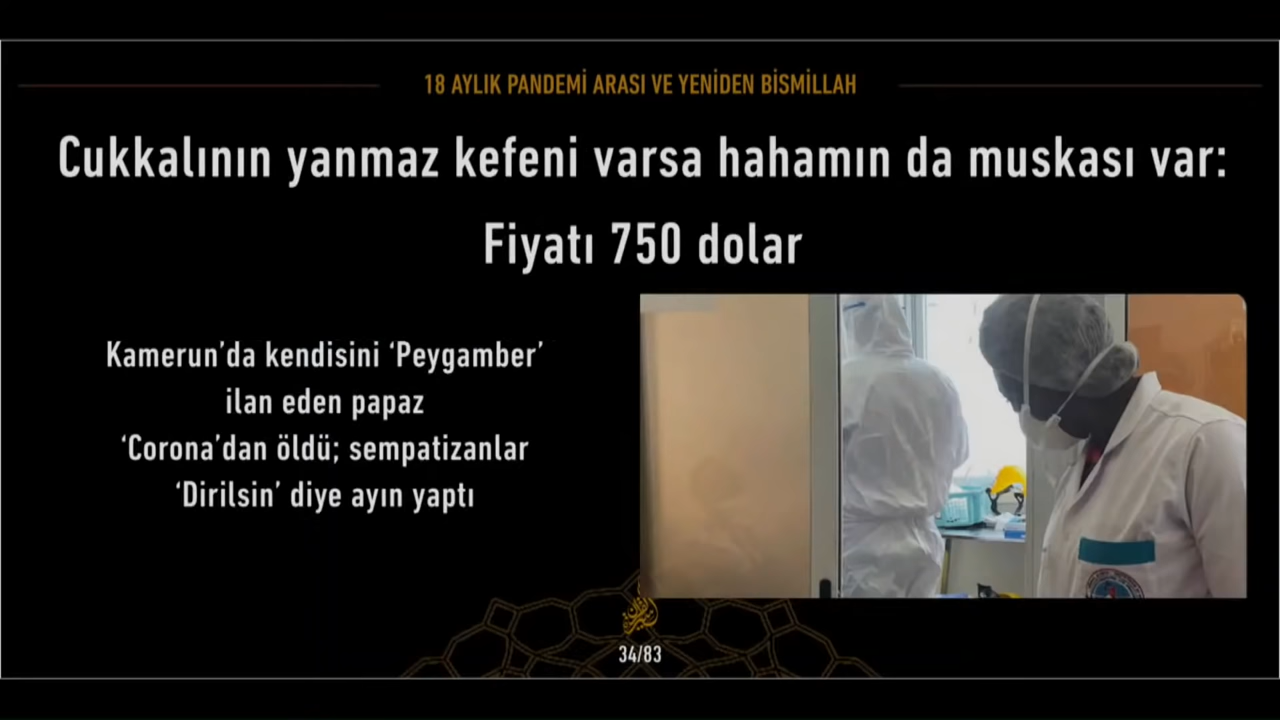 18 AYLIK PANDEMİ ARASI VE YENİDEN BİSMİLLAH
Cukkalının yanmaz kefeni varsa hahamın da muskası var:
Fiyatı 750 dolar
Kamerun’da kendisini ‘Peygamber’
ilan eden papaz
‘Corona’dan öldü; sempatizanlar
‘Dirilsin’ diye ayin yaptı
34/83